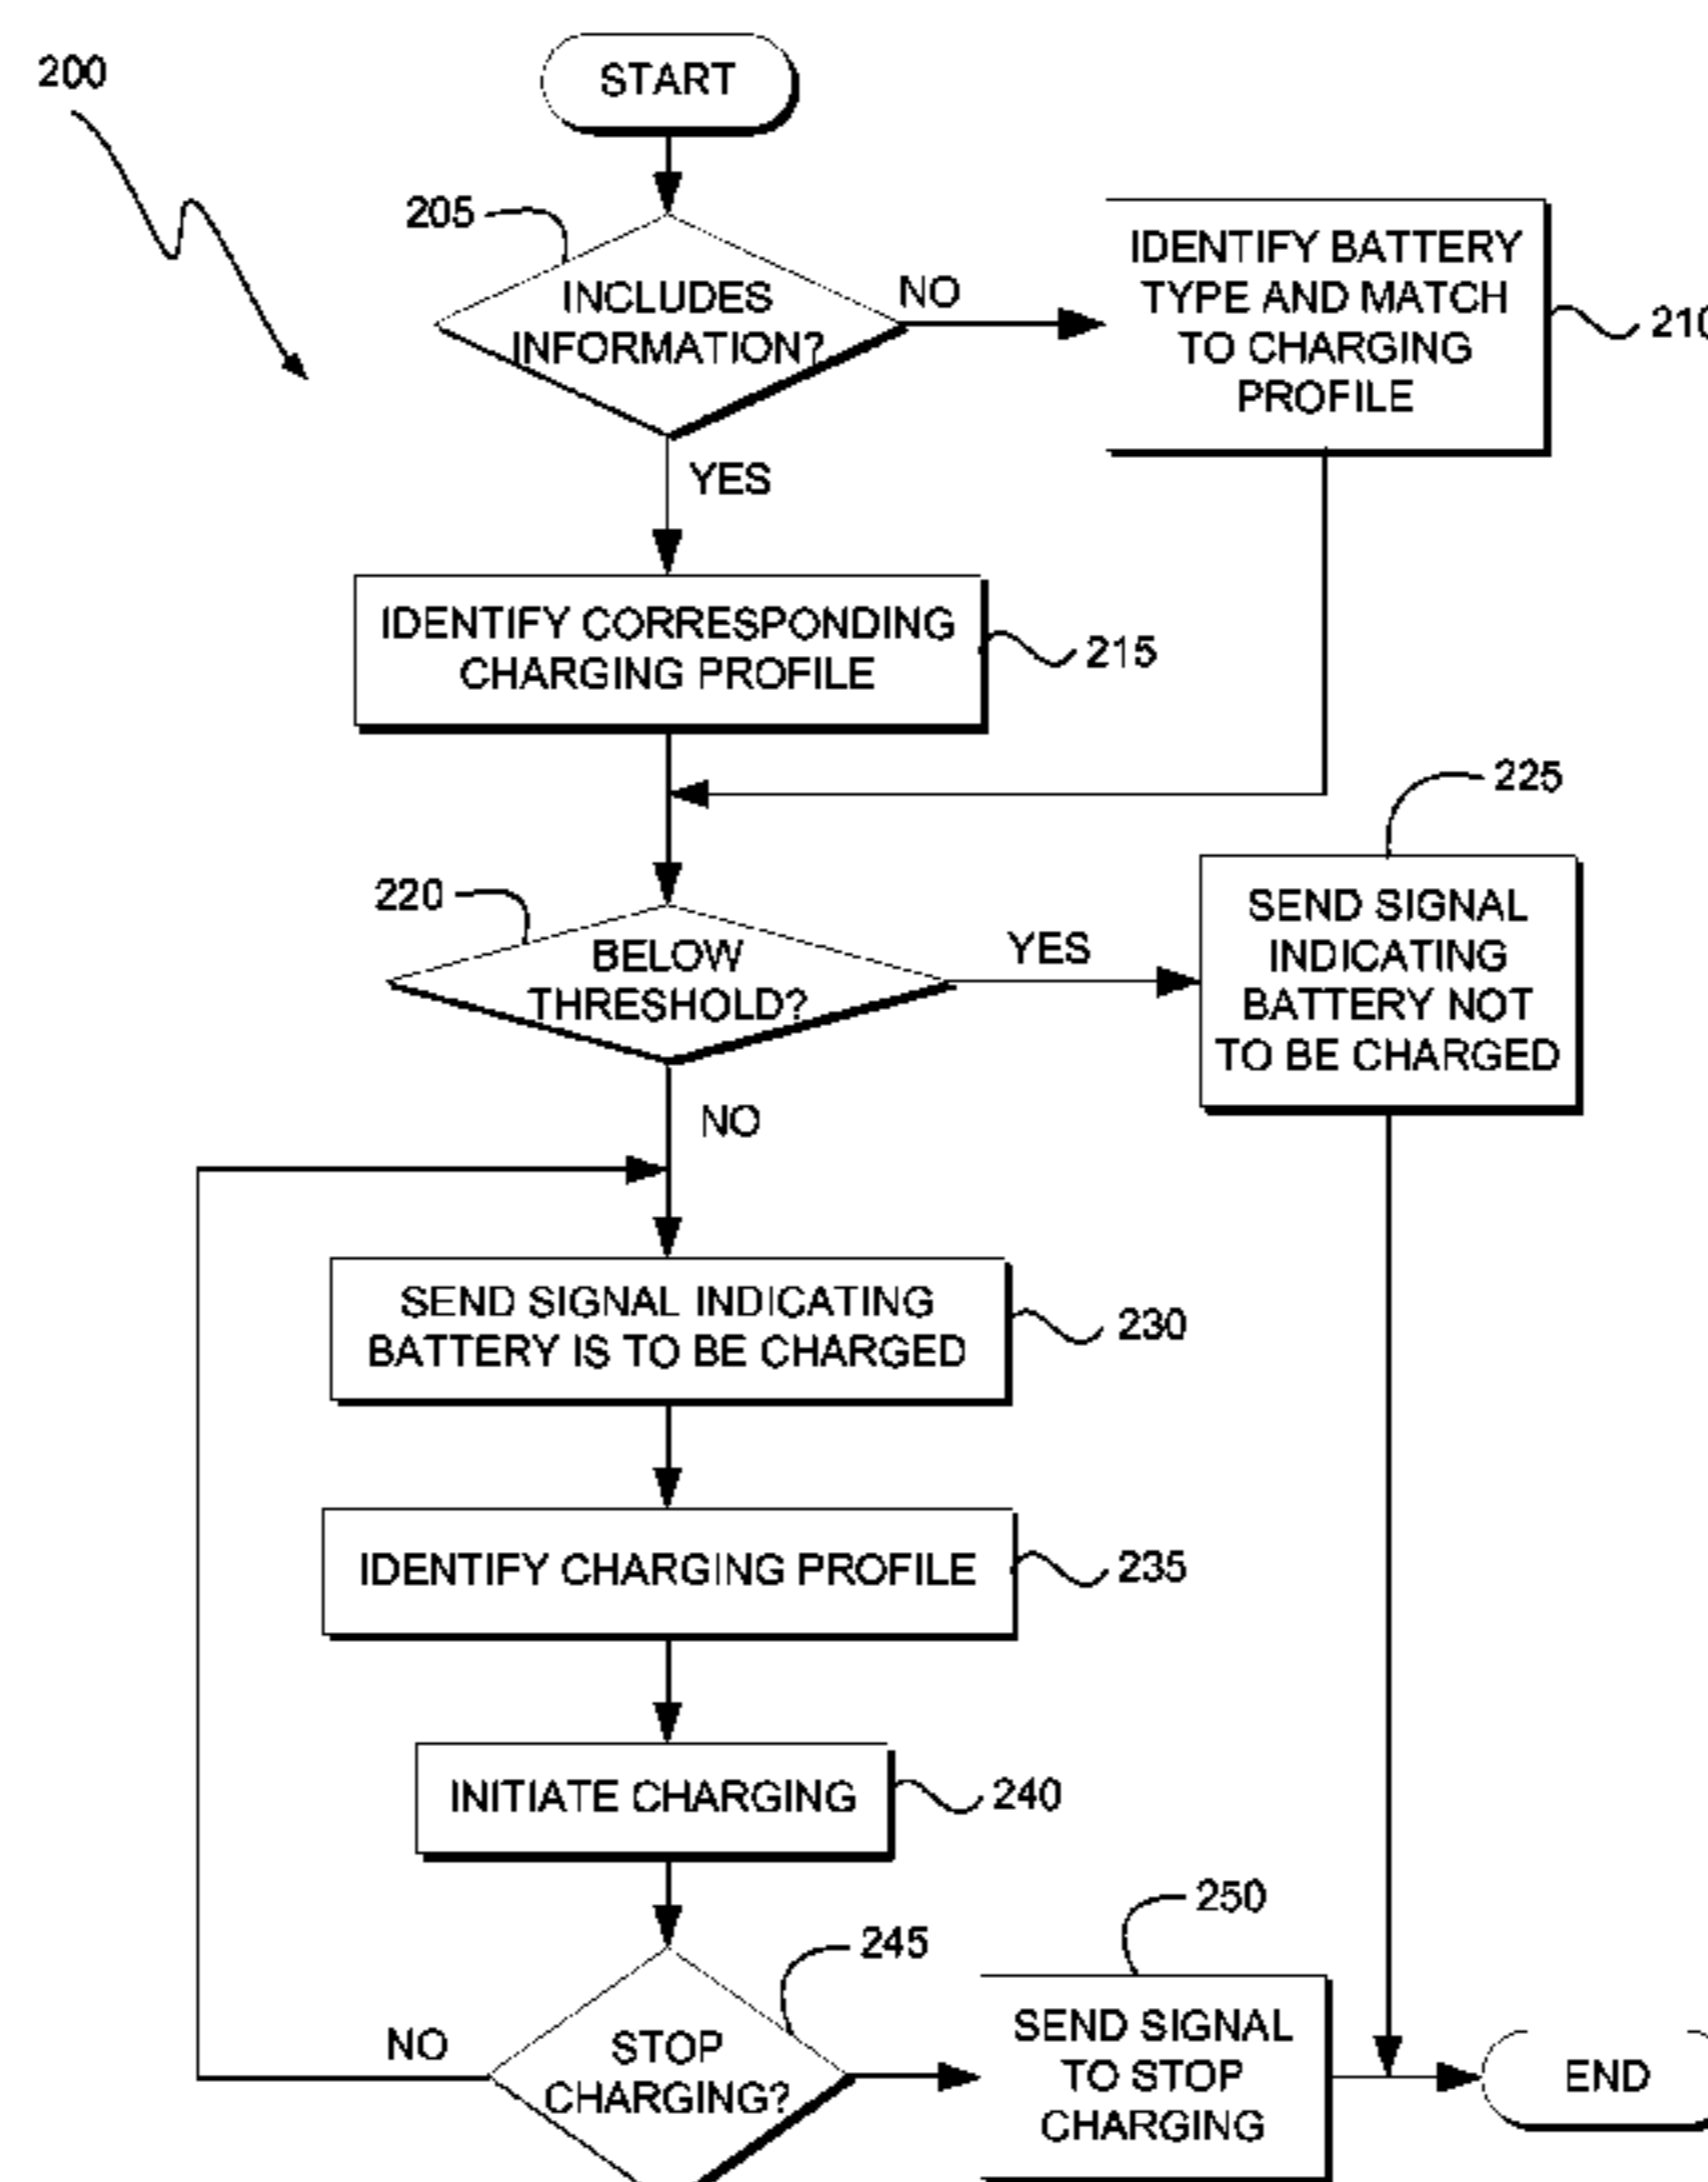 200
START
205
INCLUDES
INFORMATION?
NO
IDENTIFY BATTERY
TYPE AND MATCH
TO CHARGING
PROFILE
210
YES
IDENTIFY CORRESPONDING
CHARGING PROFILE
215
225
220
BELOW
THRESHOLD?
YES
SEND SIGNAL
INDICATING
BATTERY NOT
TO BE CHARGED
NO
SEND SIGNAL INDICATING
BATTERY IS TO BE CHARGED
230
IDENTIFY CHARGING PROFILE
235
INITIATE CHARGING
240
250
245
NO
STOP
CHARGING?
SEND SIGNAL
TO STOP
CHARGING
END